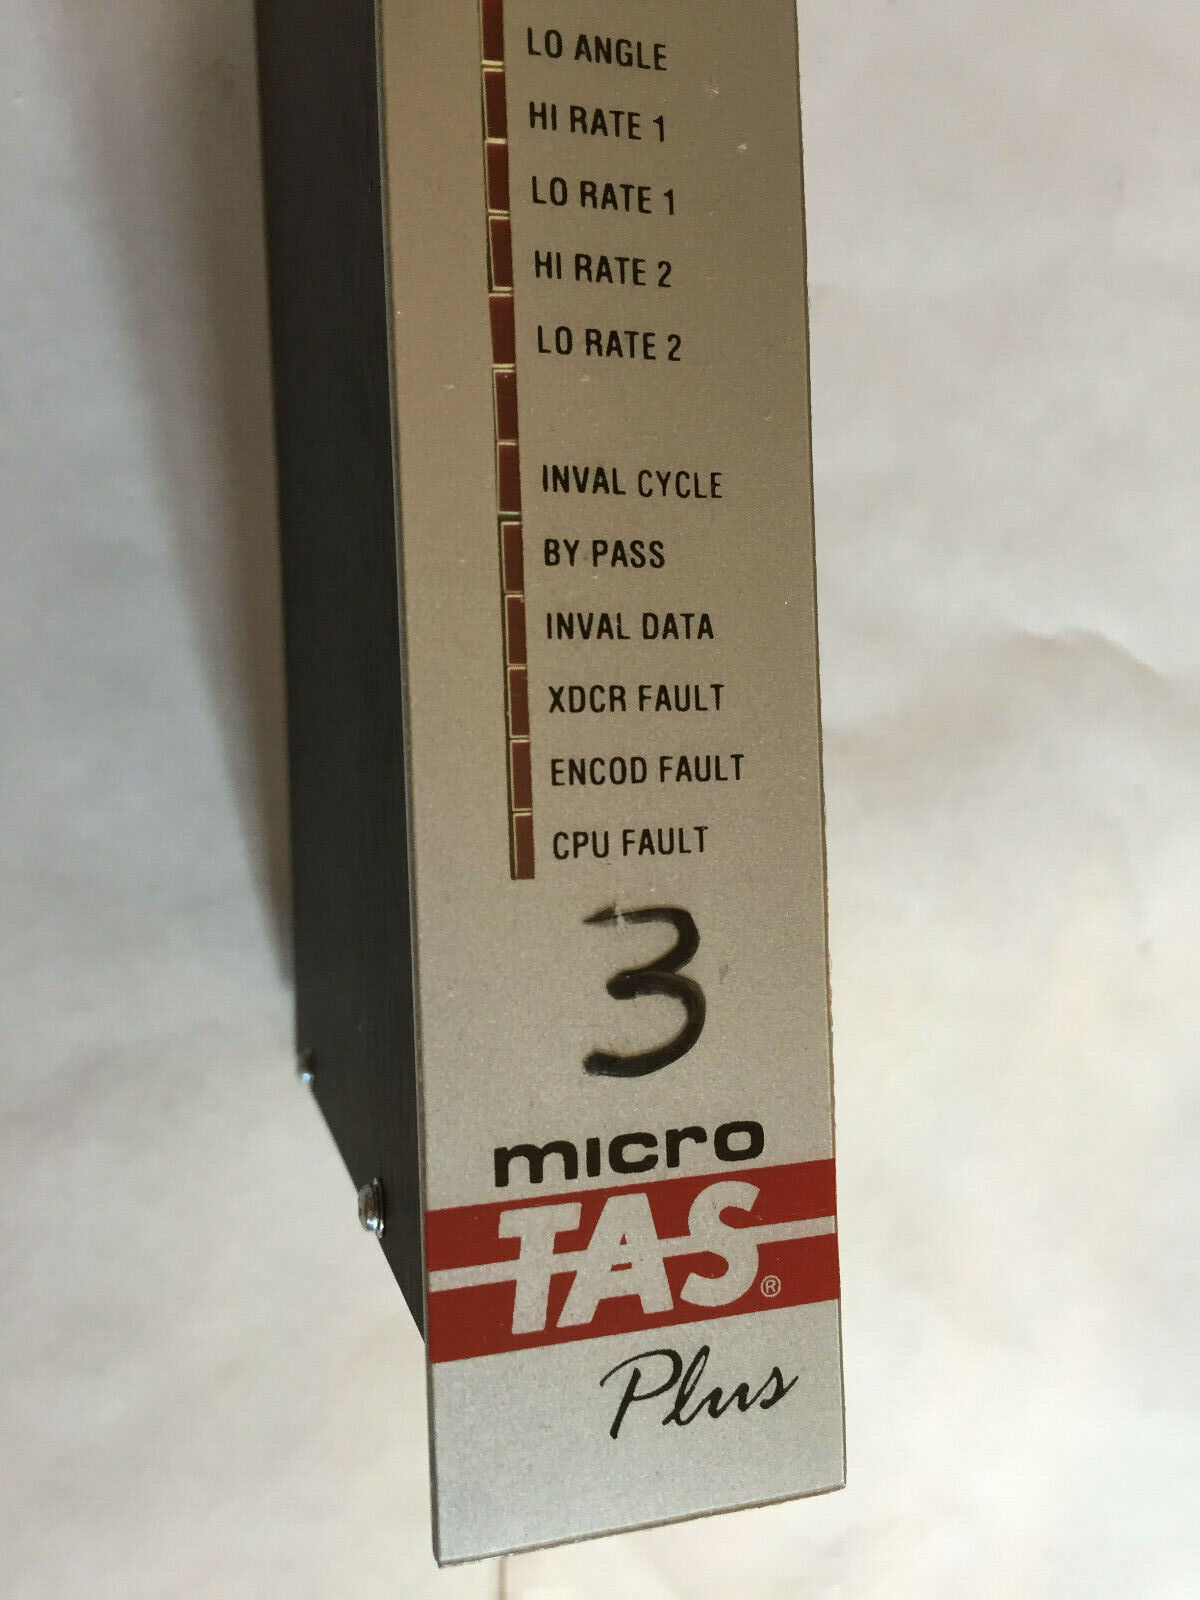 LO ANGLE
HI RATE 1
LO RATE 1
HI RATE 2
LO RATE 2
INVAL CYCLE
BY PASS
INVAL DATA
XDCR FAULT
ENCOD FAULT
CPU FAULT
3
micro
TAS®
Plus